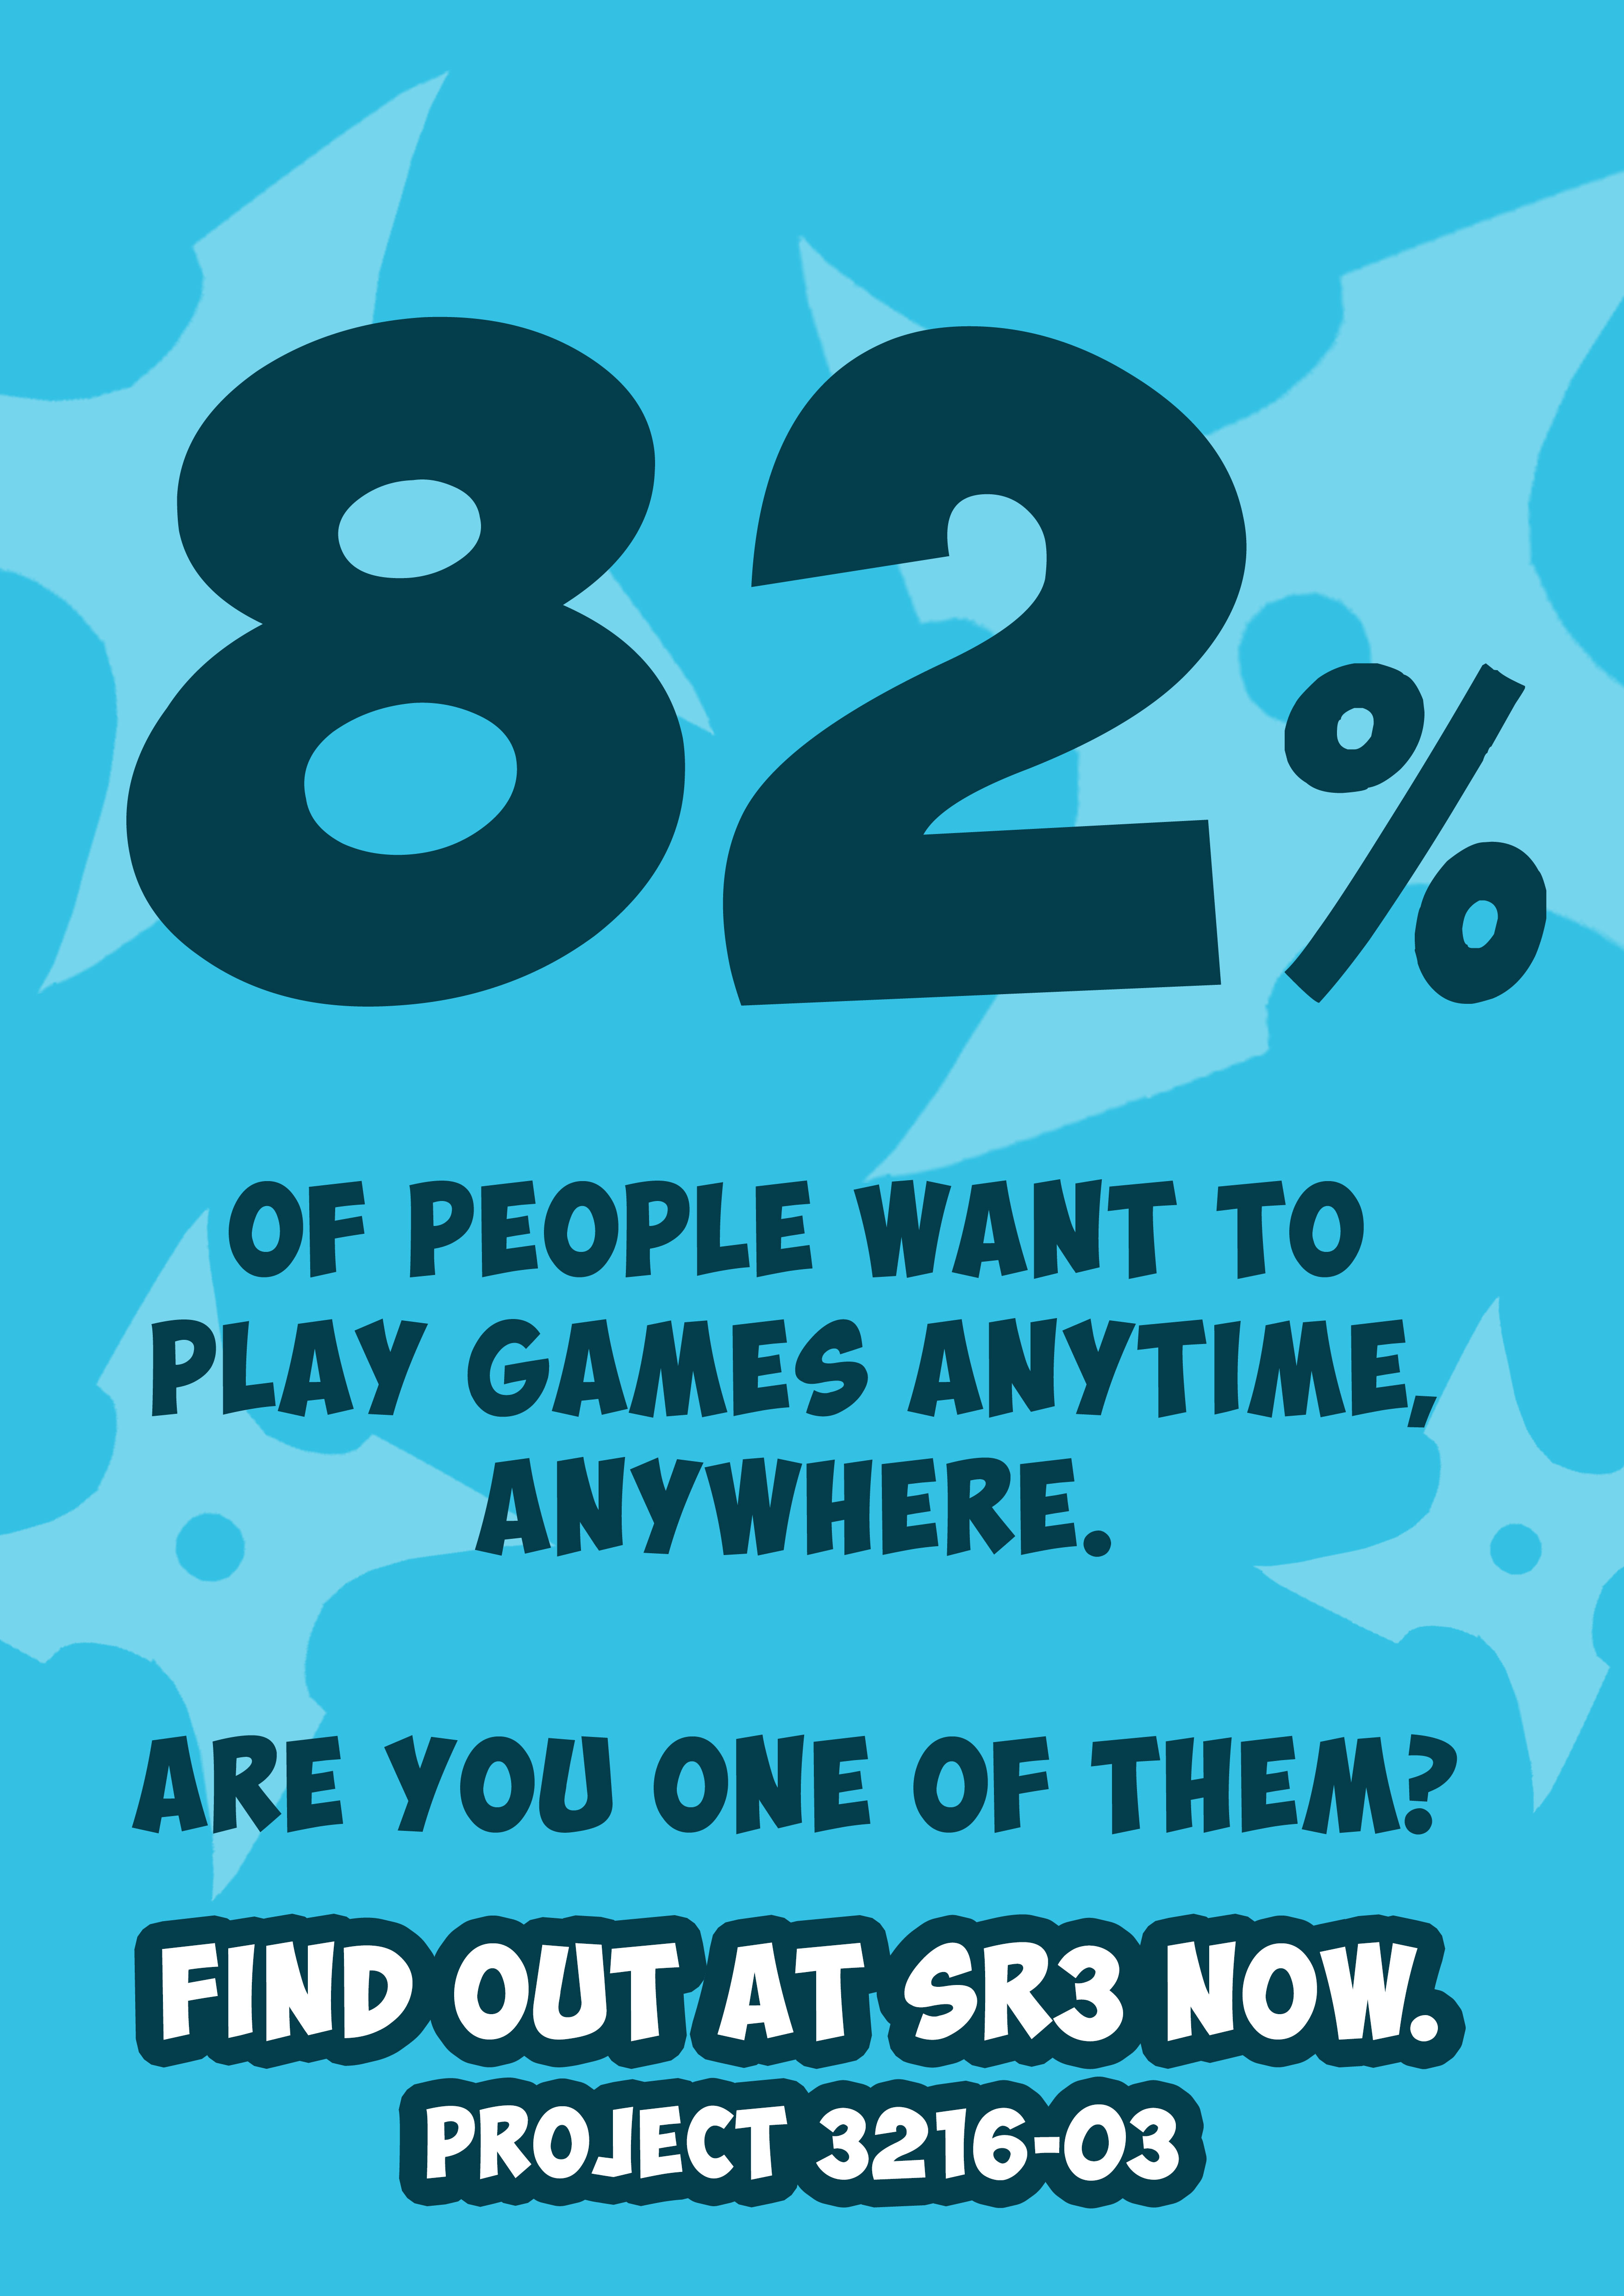 82%
OF PEOPLE WANT TO
PLAY GAMES ANYTIME,
ANYWHERE.
ARE YOU ONE OF THEM?
FIND OUT AT SR3 NOW.
PROJECT 3216-03